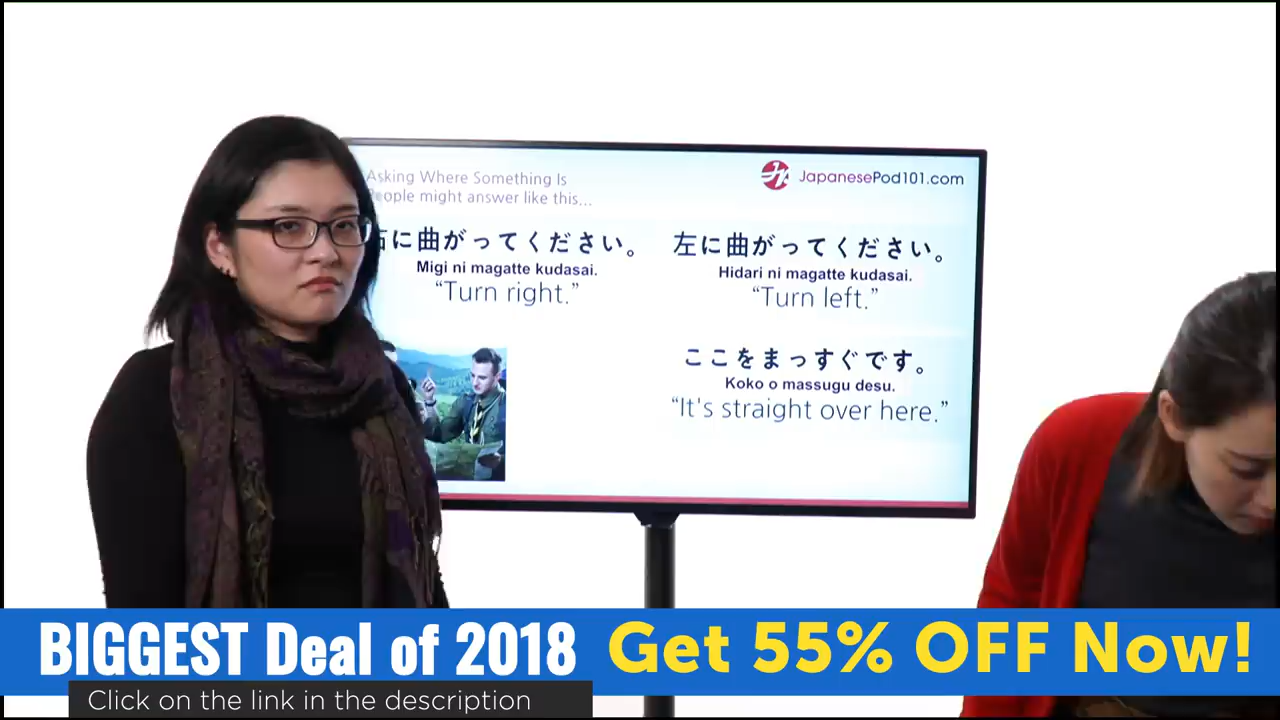 Asking Where Something Is
People might answer like this...
JapanesePod101.com
右に曲がってください。
Migi ni magatte kudasai.
“Turn right.”
左に曲がってください。
Hidari ni magatte kudasai.
“Turn left.”
ここをまっすぐです。
Koko o massugu desu.
“It's straight over here.”
BIGGEST Deal of 2018 Get 55% OFF Now!
Click on the link in the description